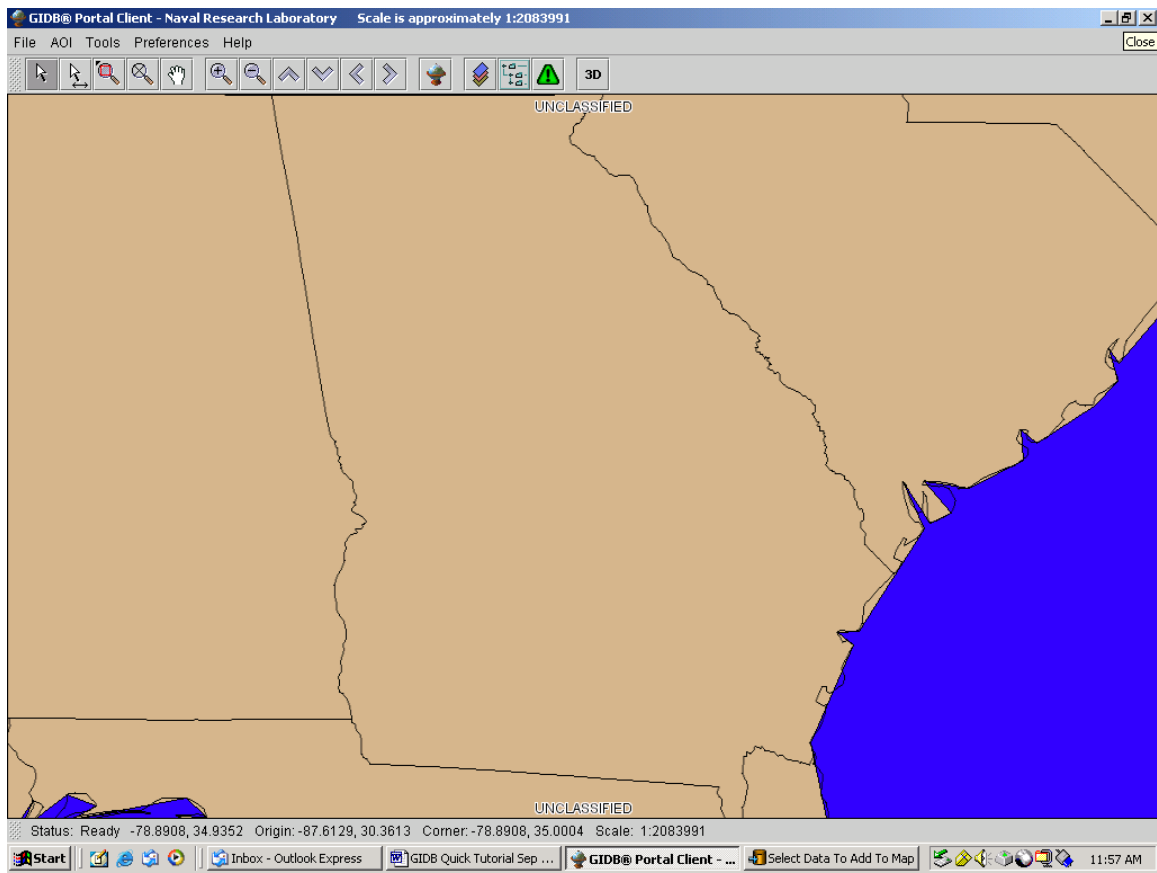 GIDB® Portal Client - Naval Research Laboratory Scale is approximately 1:2083991
File AOI Tools Preferences Help
Close
3D
UNCLASSIFIED
UNCLASSIFIED
Status: Ready -78.8908, 34.9352 Origin:-87.6129, 30.3613 Corner:-78.8908, 35.0004 Scale: 1:2083991
Start Inbox - Outlook Express GIDB Quick Tutorial Sep ... GIDB® Portal Client - ... Select Data To Add To Map 11:57 AM